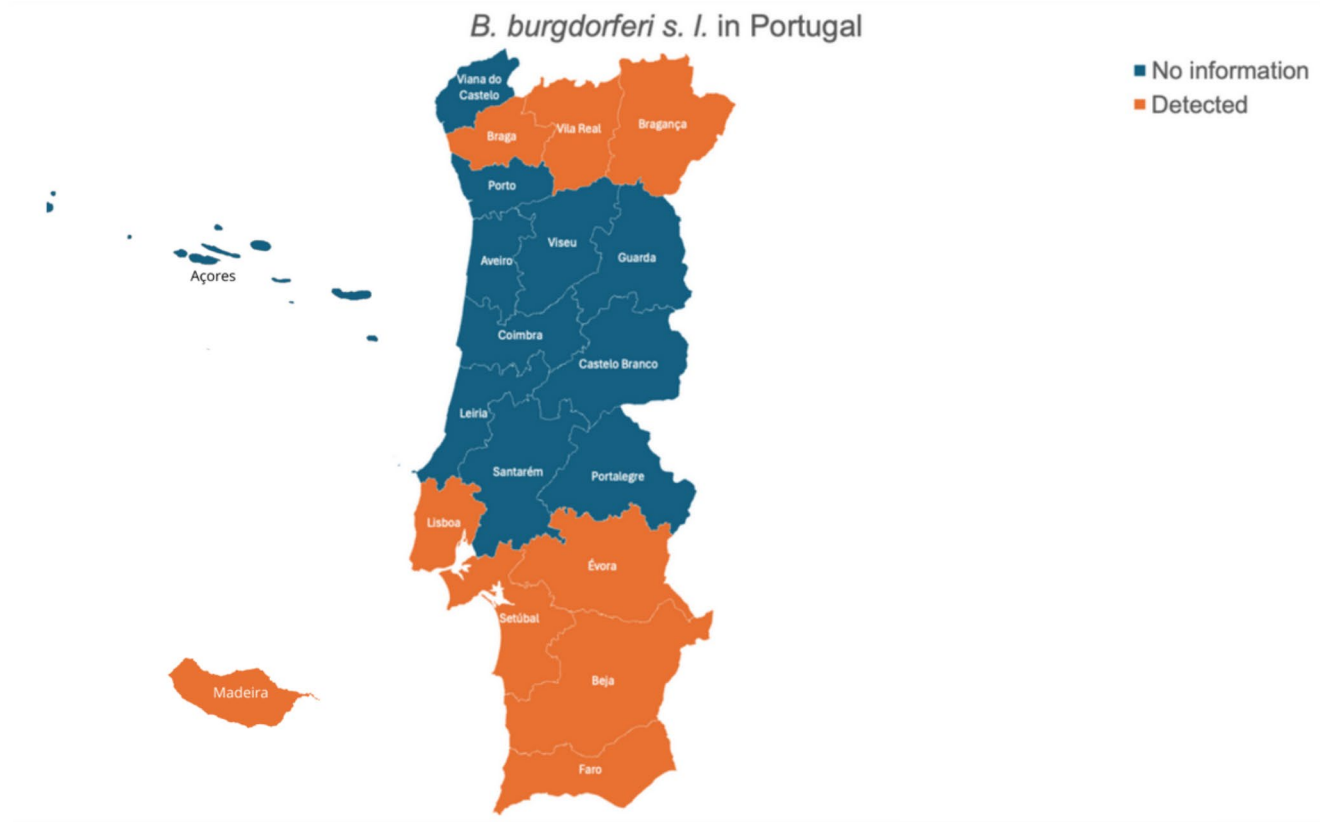 B. burgdorferi s. l. in Portugal
No information
Detected
Viana do
Castelo
Braga
Vila Real
Bragança
Porto
Viseu
Aveiro
Guarda
Açores
Coimbra
Castelo Branco
Leiria
Santarém
Portalegre
Lisboa
Évora
Setúbal
Beja
Madeira
Faro